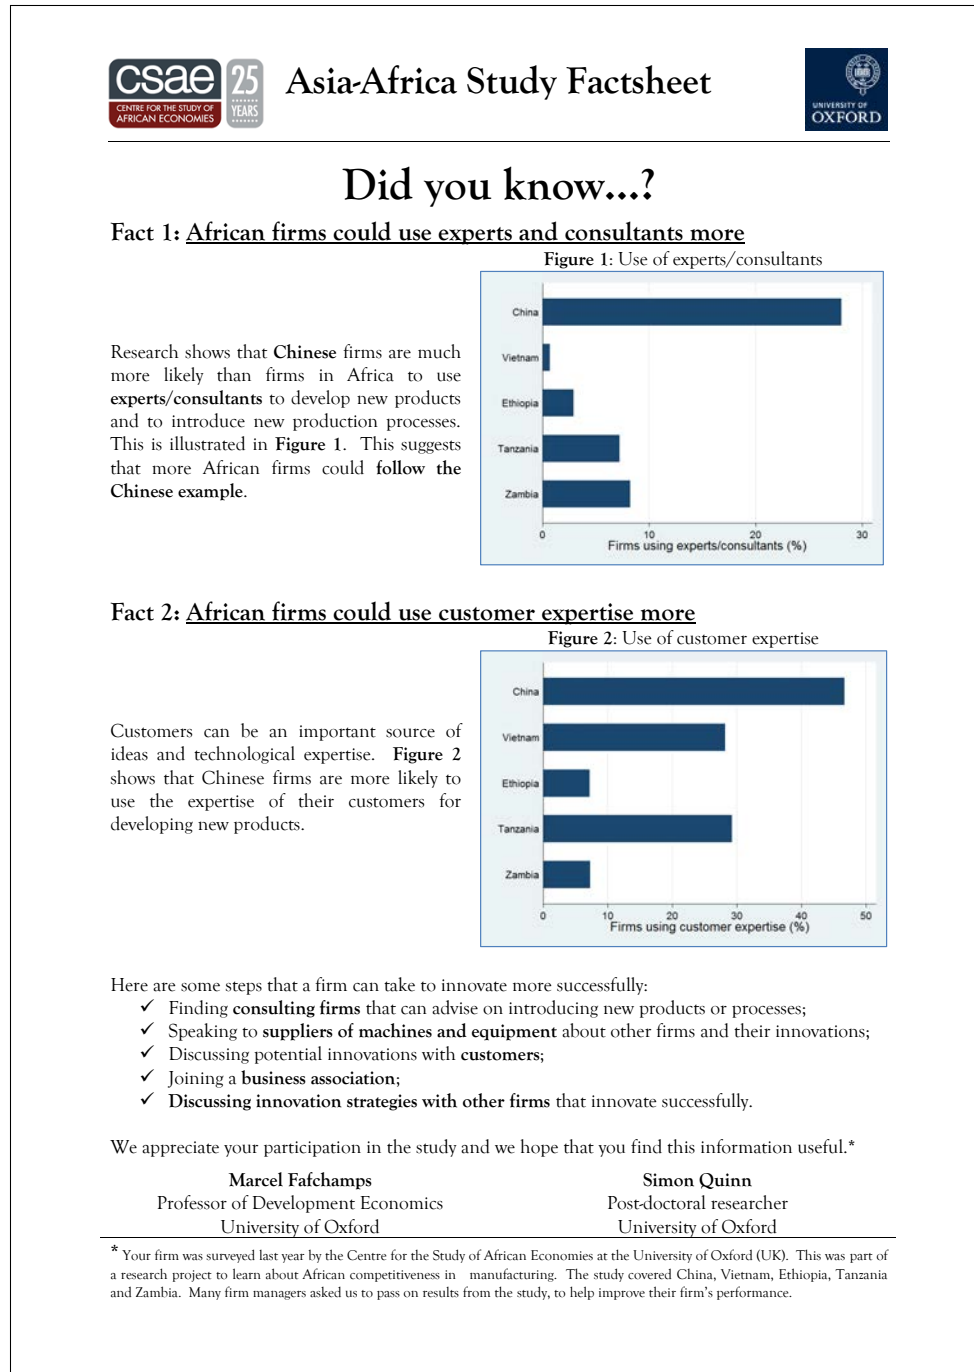 csae
CENTRE FOR THE STUDY OF
AFRICAN ECONOMIES
25
YEARS
Asia-Africa Study Factsheet
UNIVERSITY OF
OXFORD
Did you know...?
Fact 1: African firms could use experts and consultants more
Figure 1: Use of experts/consultants
Research shows that Chinese firms are much
more likely than firms in Africa to use
experts/consultants to develop new products
and to introduce new production processes.
This is illustrated in Figure 1. This suggests
that more African firms could follow the
Chinese example.
China
Vietnam
Ethiopia
Tanzania
Zambia
0 10 20 30
Firms using experts/consultants (%)
Fact 2: African firms could use customer expertise more
Figure 2: Use of customer expertise
Customers can be an important source of
ideas and technological expertise. Figure 2
shows that Chinese firms are more likely to
use the expertise of their customers for
developing new products.
China
Vietnam
Ethiopia
Tanzania
Zambia
0 10 20 30 40 50
Firms using customer expertise (%)
Here are some steps that a firm can take to innovate more successfully:
✓ Finding consulting firms that can advise on introducing new products or processes;
✓ Speaking to suppliers of machines and equipment about other firms and their innovations;
✓ Discussing potential innovations with customers;
✓ Joining a business association;
✓ Discussing innovation strategies with other firms that innovate successfully.
We appreciate your participation in the study and we hope that you find this information useful.*
Marcel Fafchamps
Professor of Development Economics
University of Oxford
Simon Quinn
Post-doctoral researcher
University of Oxford
* Your firm was surveyed last year by the Centre for the Study of African Economies at the University of Oxford (UK). This was part of
a research project to learn about African competitiveness in manufacturing. The study covered China, Vietnam, Ethiopia, Tanzania
and Zambia. Many firm managers asked us to pass on results from the study, to help improve their firm's performance.